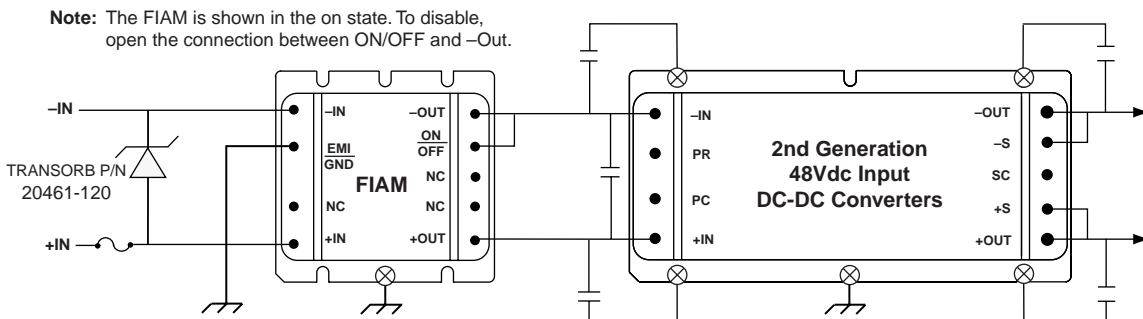 Note: The FIAM is shown in the on state. To disable,
open the connection between ON/OFF and –Out.
–IN
TRANSORB P/N
20461-120
+IN
–IN
EMI
GND
NC
+IN
FIAM
–OUT
ON
OFF
NC
NC
+OUT
–IN
PR
PC
+IN
2nd Generation
48Vdc Input
DC-DC Converters
–OUT
–S
SC
+S
+OUT